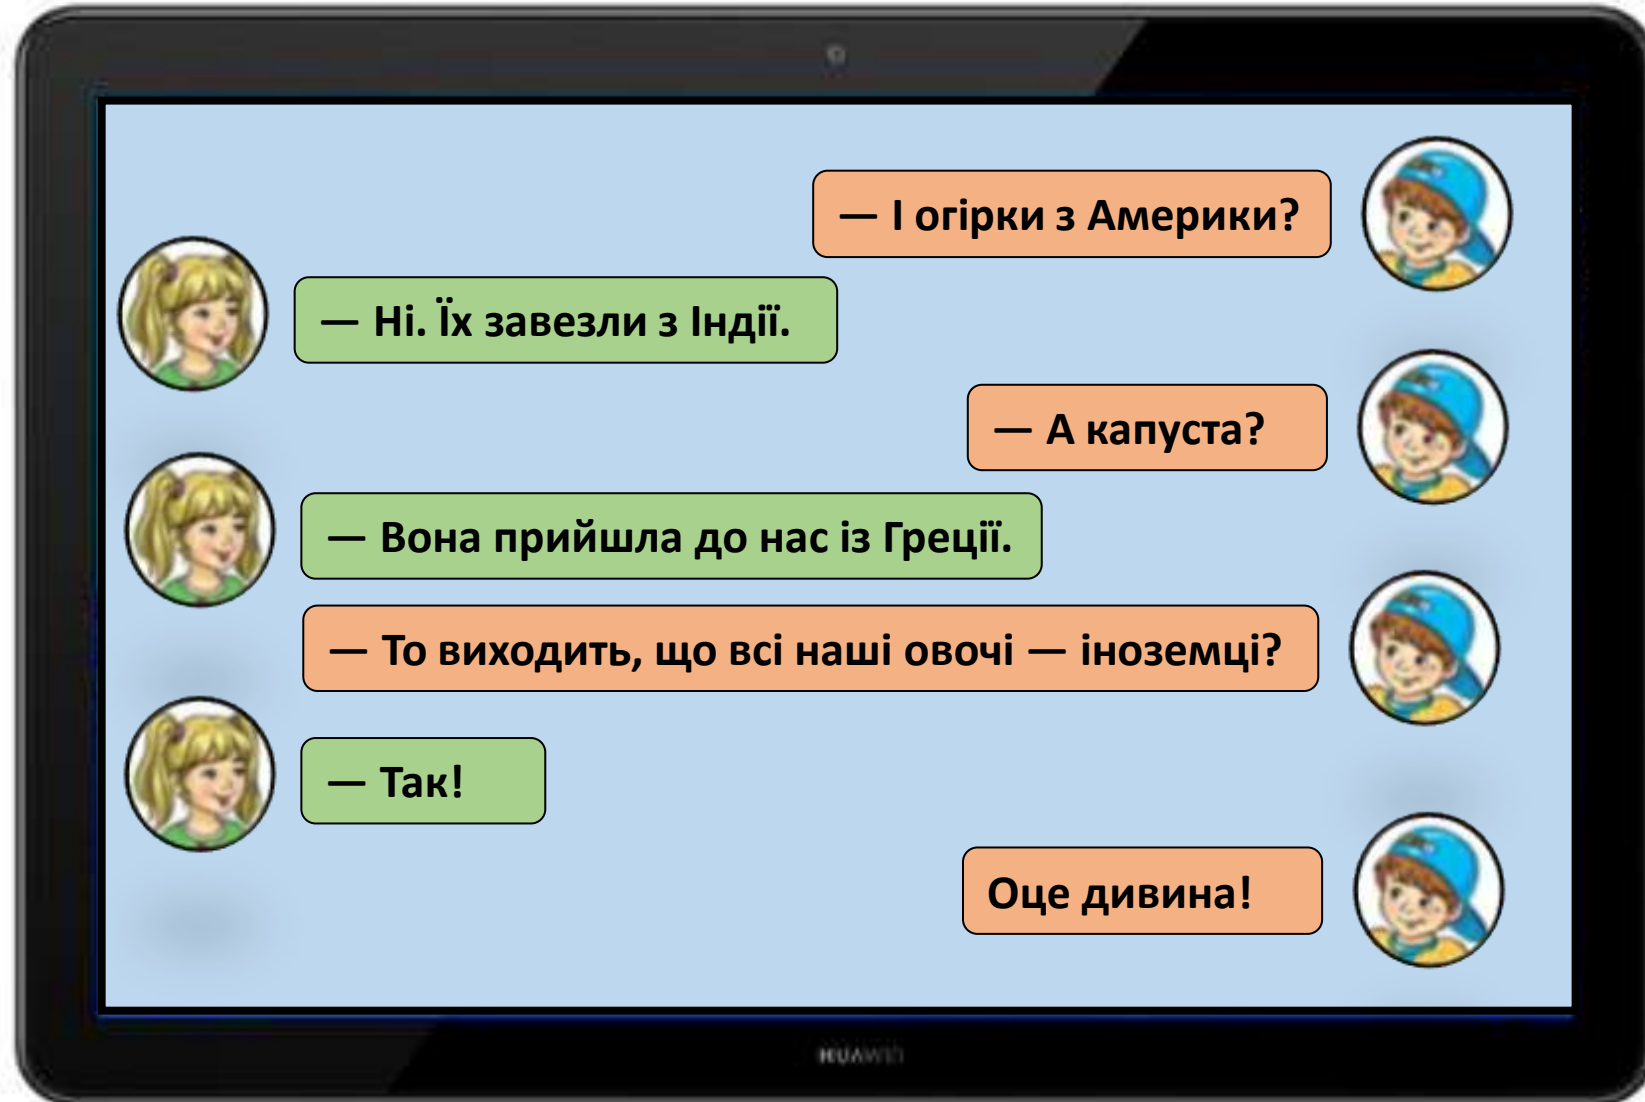 — І огірки з Америки?
— Ні. Їх завезли з Індії.
— А капуста?
— Вона прийшла до нас із Греції.
— То виходить, що всі наші овочі — іноземці?
— Так!
Оце дивина!
HUAWEI